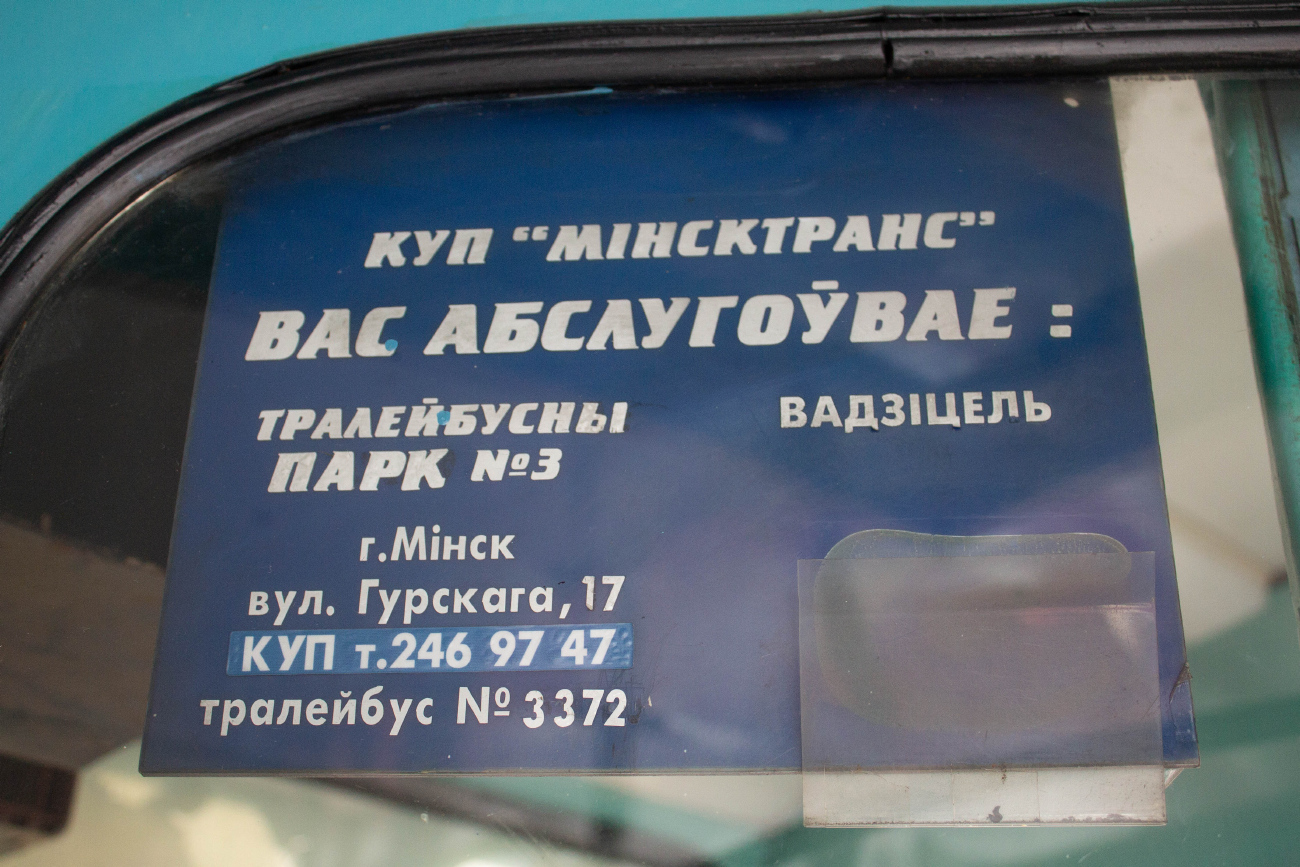 КУП “МІНСКТРАНС”
ВАС АБСЛУГОЎВАЕ :
ТРАЛЕЙБУСНЫ
ПАРК №3
ВАДЗІЦЕЛЬ
г.Мінск
вул. Гурскага, 17
КУП т.246 97 47
тралейбус № 3372